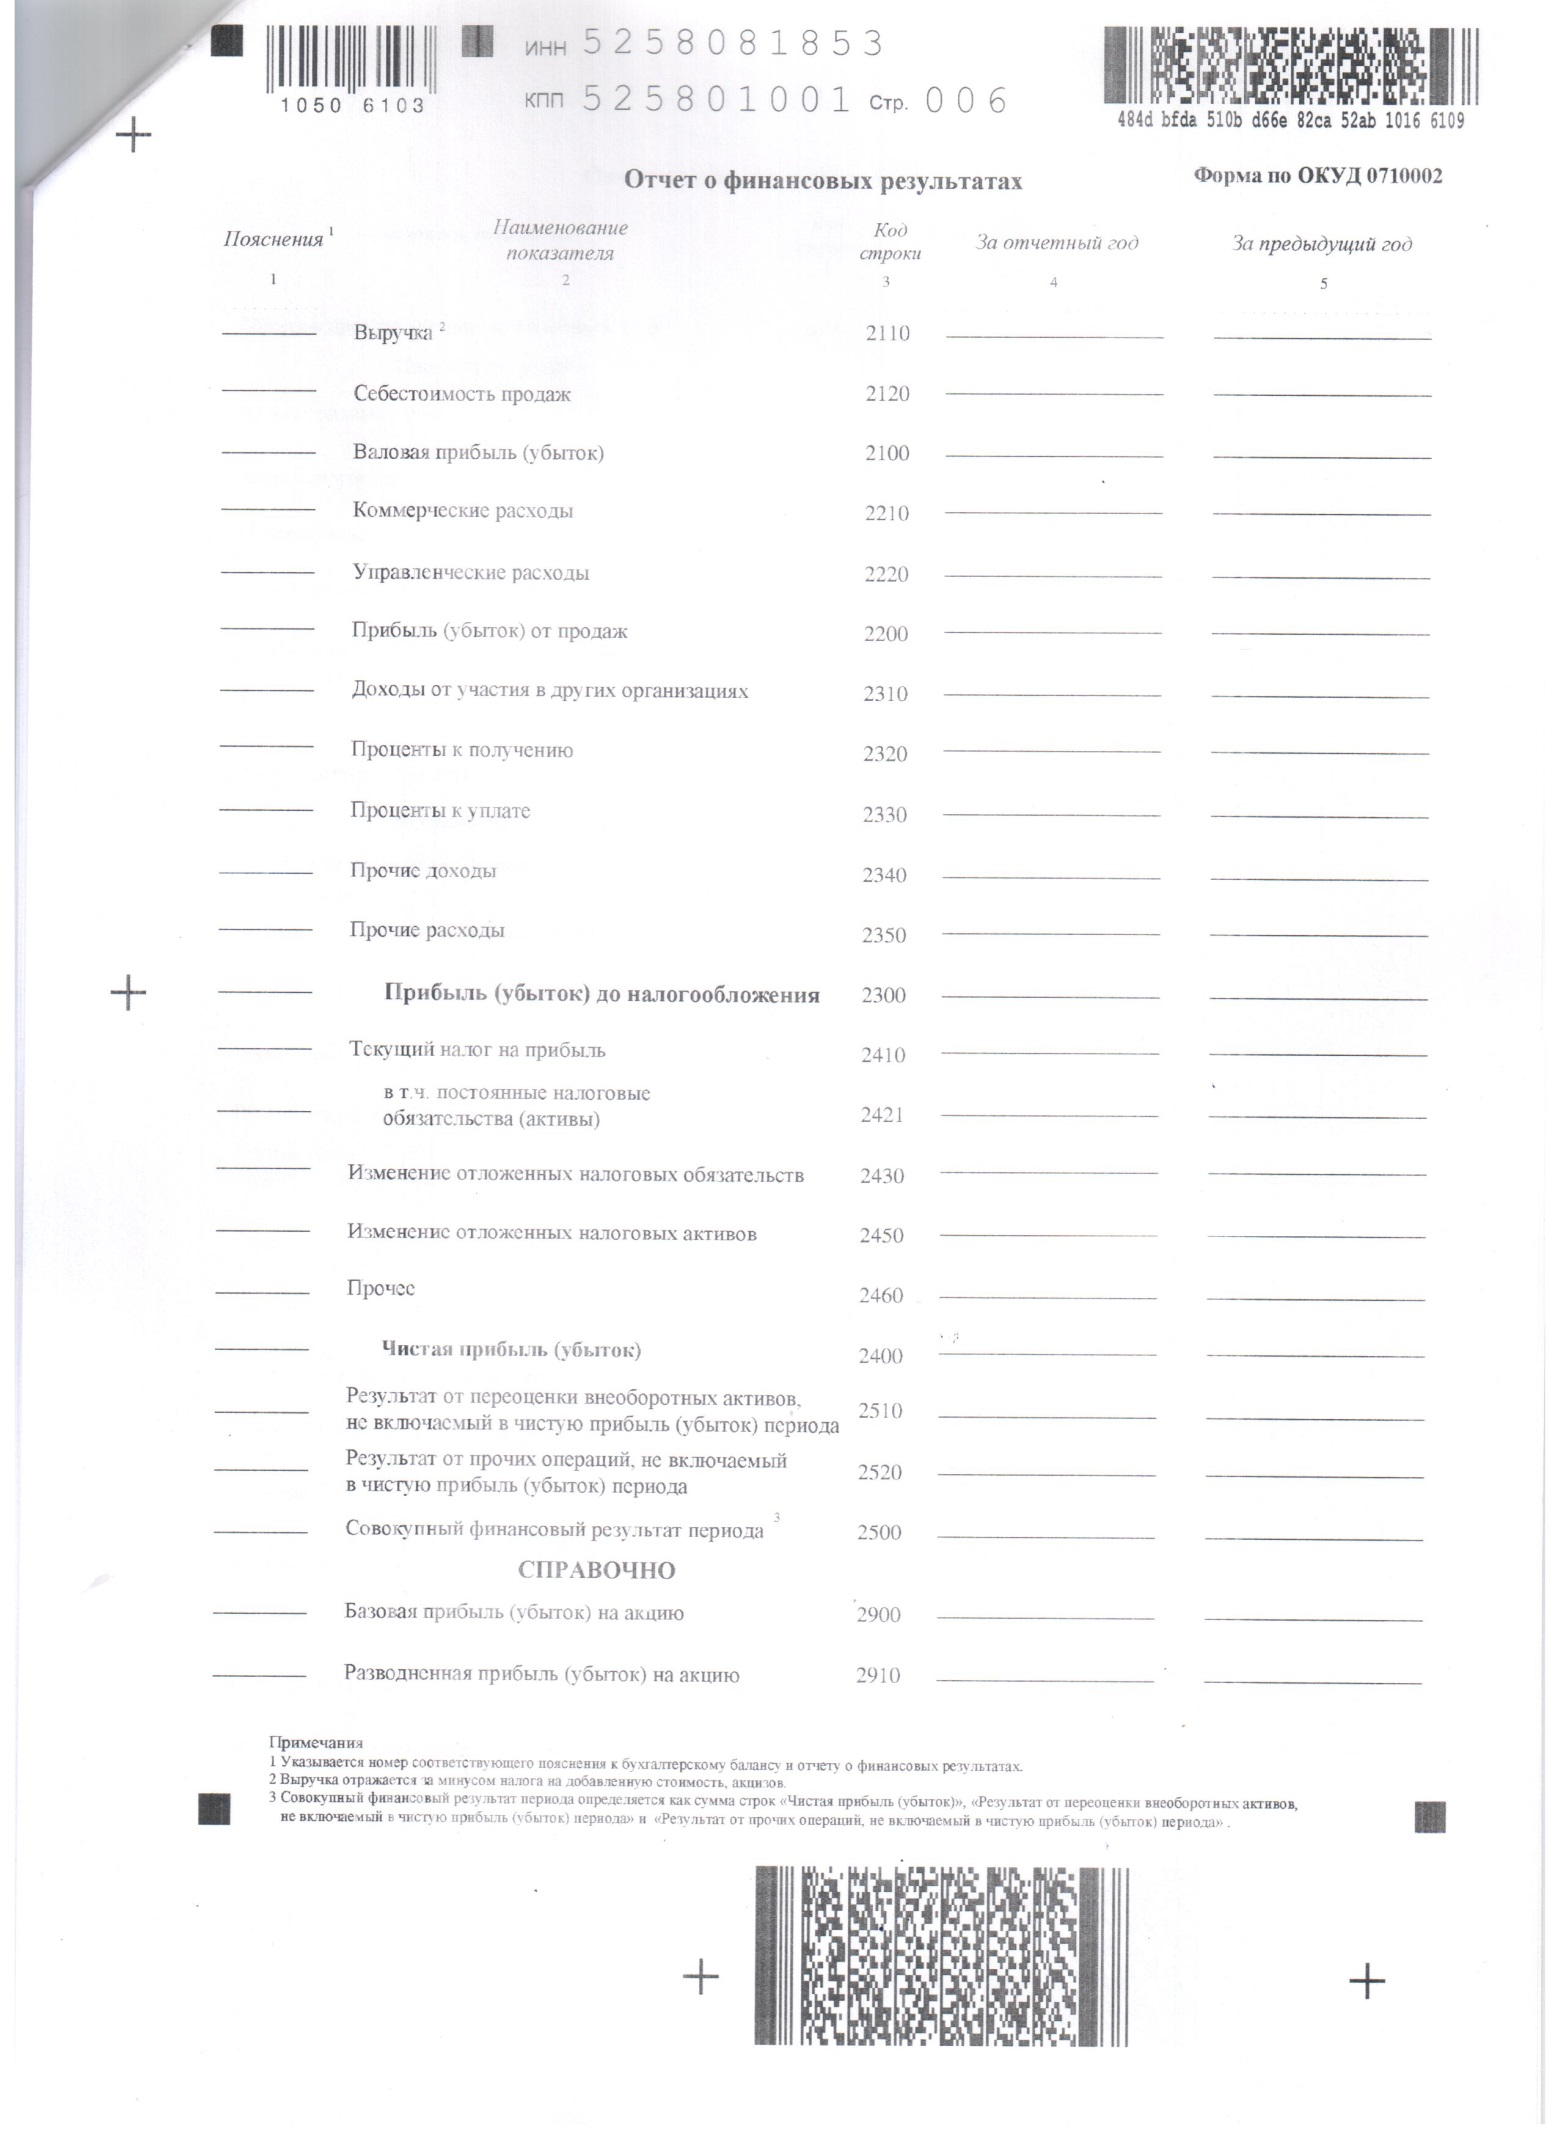 ИНН 5258081853
1050 6103
КПП 525801001 Стр. 006
484d bfda 510b d66e 82ca 52ab 1016 6109
Отчет о финансовых результатах
Форма по ОКУД 0710002
Пояснения 1 Наименование показателя Код строки За отчетный год За предыдущий год
1 2 3 4 5
Выручка 2 2110
Себестоимость продаж 2120
Валовая прибыль (убыток) 2100
Коммерческие расходы 2210
Управленческие расходы 2220
Прибыль (убыток) от продаж 2200
Доходы от участия в других организациях 2310
Проценты к получению 2320
Проценты к уплате 2330
Прочие доходы 2340
Прочие расходы 2350
Прибыль (убыток) до налогообложения 2300
Текущий налог на прибыль 2410
в т.ч. постоянные налоговые
обязательства (активы) 2421
Изменение отложенных налоговых обязательств 2430
Изменение отложенных налоговых активов 2450
Прочее 2460
Чистая прибыль (убыток) 2400
Результат от переоценки внеоборотных активов,
не включаемый в чистую прибыль (убыток) периода 2510
Результат от прочих операций, не включаемый
в чистую прибыль (убыток) периода 2520
Совокупный финансовый результат периода 3 2500
СПРАВОЧНО
Базовая прибыль (убыток) на акцию 2900
Разводненная прибыль (убыток) на акцию 2910
Примечания
1 Указывается номер соответствующего пояснения к бухгалтерскому балансу и отчету о финансовых результатах.
2 Выручка отражается за минусом налога на добавленную стоимость, акцизов.
3 Совокупный финансовый результат периода определяется как сумма строк «Чистая прибыль (убыток)», «Результат от переоценки внеоборотных активов,
не включаемый в чистую прибыль (убыток) периода» и «Результат от прочих операций, не включаемый в чистую прибыль (убыток) периода» .